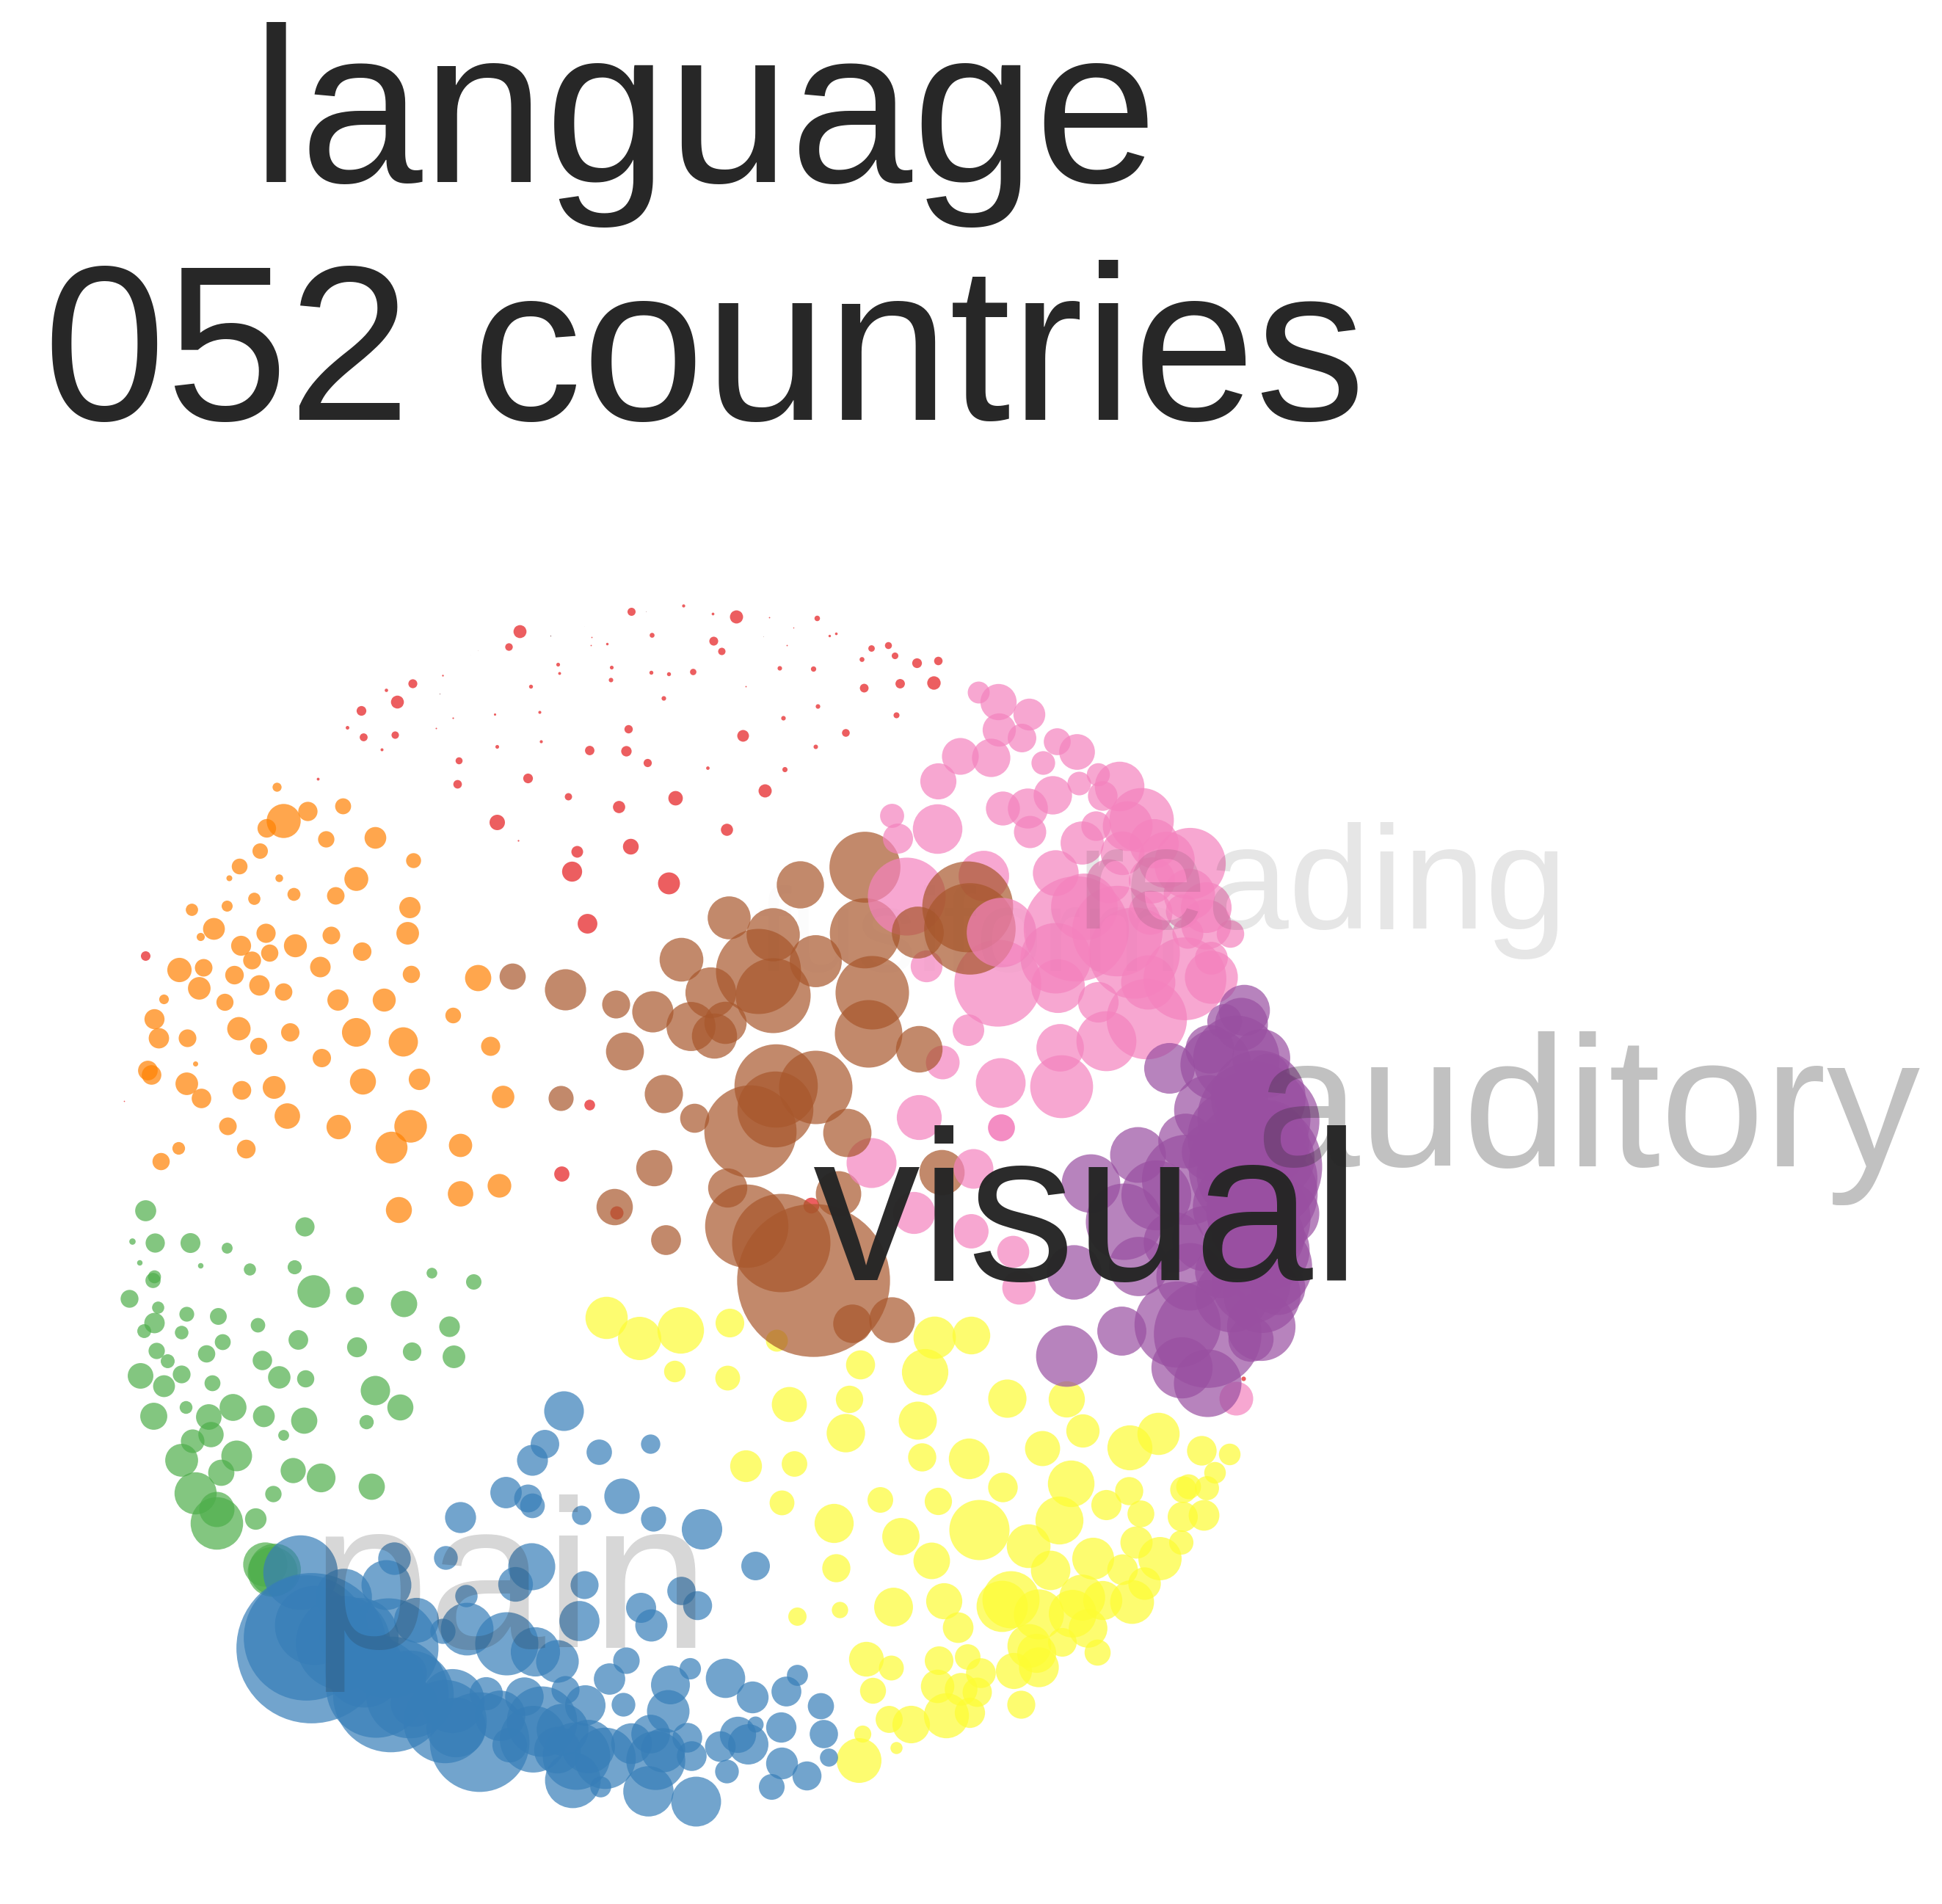 language
052 countries
reading
auditory
visual
pain